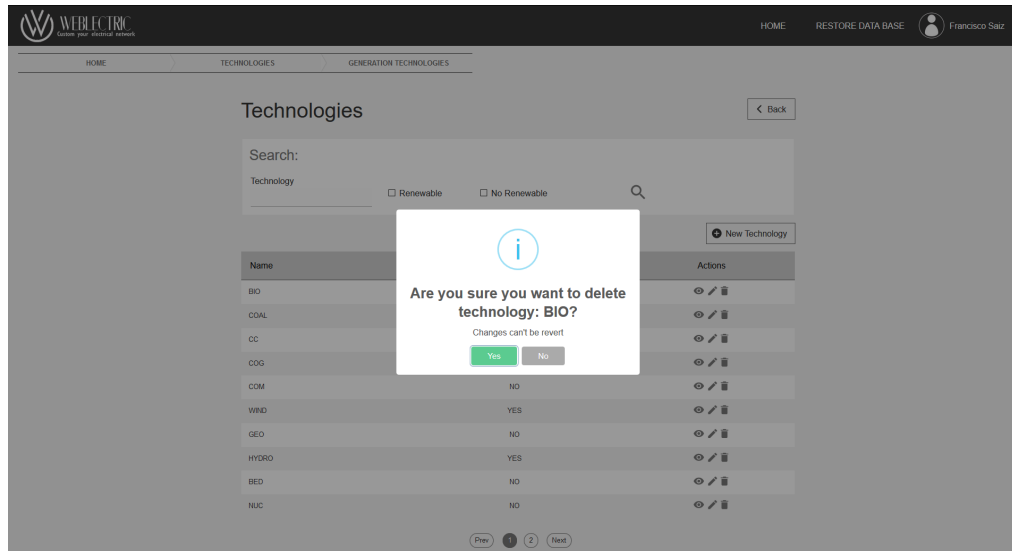 WEBLECTRIC
Custom your electrical network
HOME RESTORE DATA BASE Francisco Saiz
HOME TECHNOLOGIES GENERATION TECHNOLOGIES
Technologies
Back
Search:
Technology
Renewable No Renewable
New Technology
Name Actions
i
Are you sure you want to delete
technology: BIO?
Changes can't be revert
Yes No
BIO
COAL
CC
COG
COM NO
WIND YES
GEO NO
HYDRO YES
BED NO
NUC NO
Prev 1 2 Next